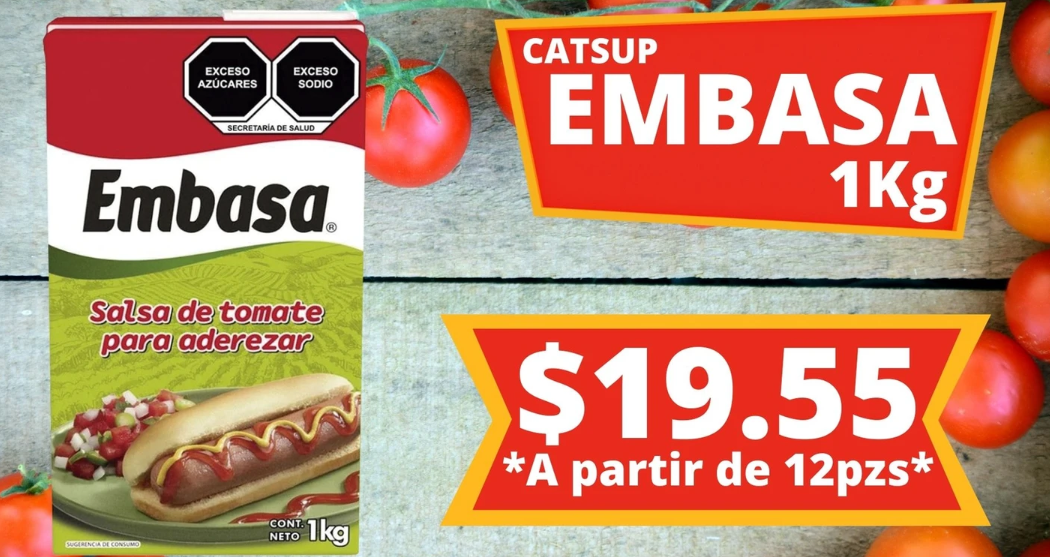 EXCESO
AZÚCARES
EXCESO
SODIO
SECRETARÍA DE SALUD
Embasa®
Salsa de tomate
para aderezar
CONT.
NETO 1kg
SUGERENCIA DE CONSUMO
CATSUP
EMBASA
1Kg
$19.55
*A partir de 12pzs*